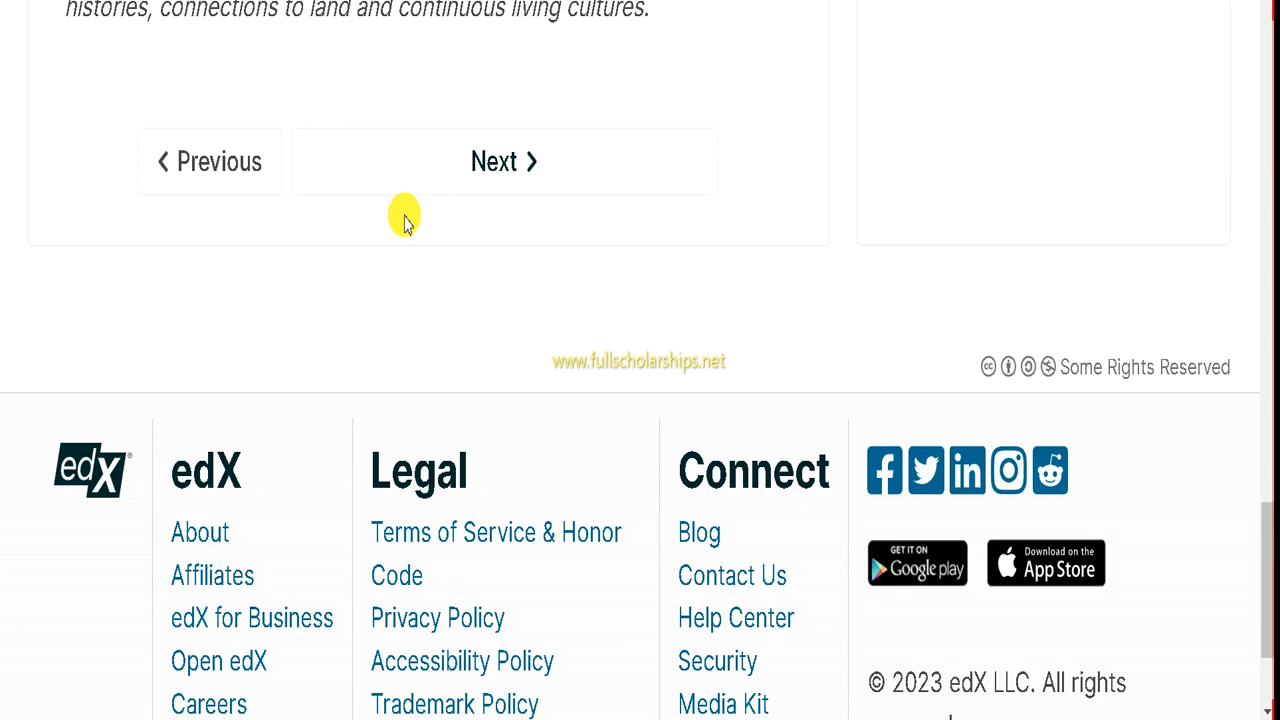 histories, connections to land and continuous living cultures.
Previous
Next
www.fullscholarships.net
Some Rights Reserved
edX
edX
About
Affiliates
edX for Business
Open edX
Careers
Legal
Terms of Service & Honor
Code
Privacy Policy
Accessibility Policy
Trademark Policy
Connect
Blog
Contact Us
Help Center
Security
Media Kit
GET IT ON
Google play
Download on the
App Store
© 2023 edX LLC. All rights